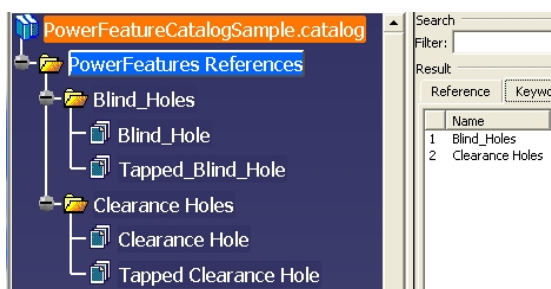 PowerFeatureCatalogSample.catalog
PowerFeatures References
Blind_Holes
Blind_Hole
Tapped_Blind_Hole
Clearance Holes
Clearance Hole
Tapped Clearance Hole
Search
Filter:
Result
Reference Keywo
Name
1 Blind_Holes
2 Clearance Holes